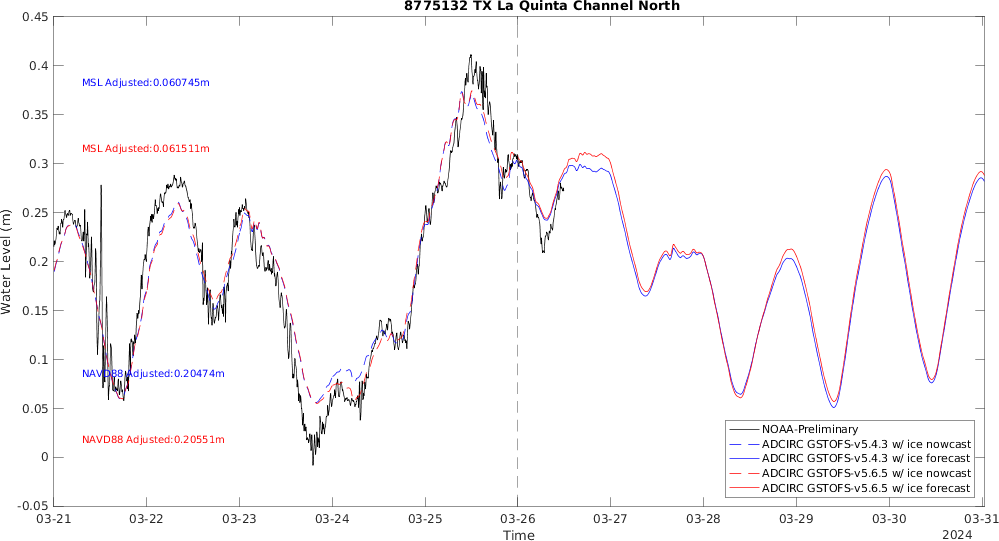 8775132 TX La Quinta Channel North
0.45
0.4
0.35
0.3
0.25
0.2
0.15
0.1
0.05
0
-0.05
Water Level (m)
MSL Adjusted:0.060745m
MSL Adjusted:0.061511m
NAVD88 Adjusted:0.20474m
NAVD88 Adjusted:0.20551m
NOAA-Preliminary
ADCIRC GSTOFS-v5.4.3 w/ ice nowcast
ADCIRC GSTOFS-v5.4.3 w/ ice forecast
ADCIRC GSTOFS-v5.6.5 w/ ice nowcast
ADCIRC GSTOFS-v5.6.5 w/ ice forecast
03-21 03-22 03-23 03-24 03-25 03-26 03-27 03-28 03-29 03-30 03-31
Time
2024